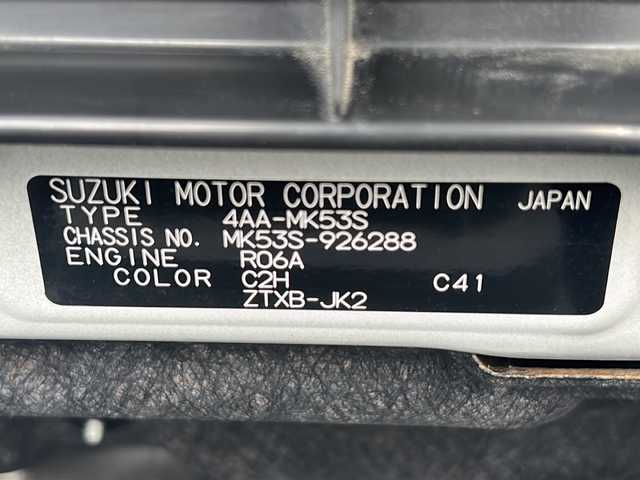 SUZUKI MOTOR CORPORATION JAPAN
TYPE 4AA-MK53S
CHASSIS NO. MK53S-926288
ENGINE R06A
COLOR C2H C41
ZTXB-JK2